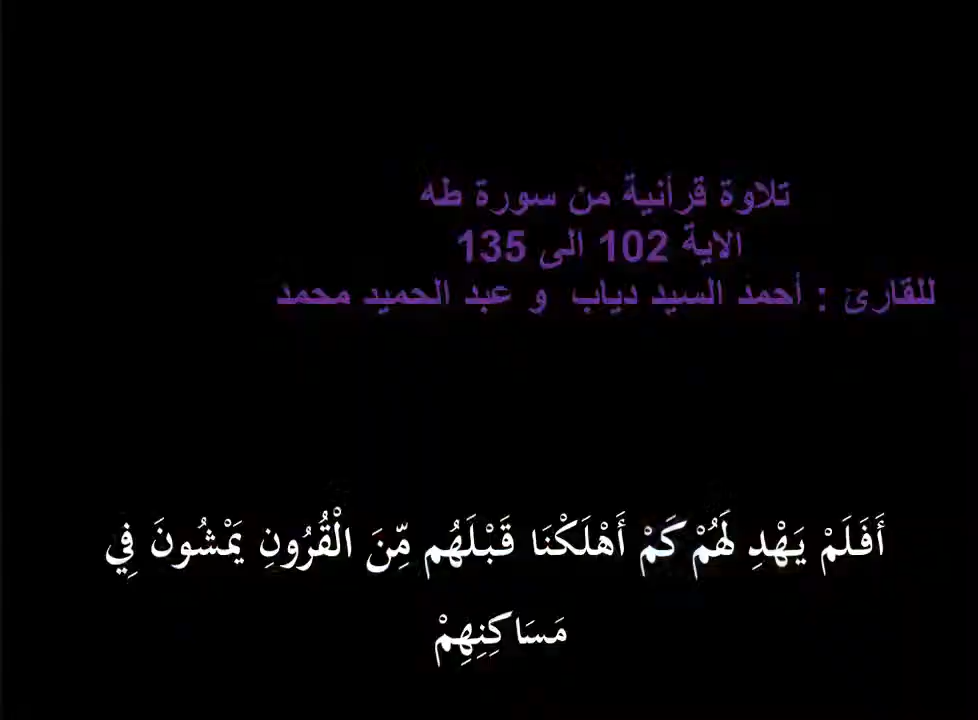 تلاوة قرأنية من سورة طه
الاية 102 الى 135
للقارئ : أحمد السيد دياب و عبد الحميد محمد
أَفَلَمْ يَهْدِ لَهُمْ كَمْ أَهْلَكْنَا قَبْلَهُم مِّنَ الْقُرُونِ يَمْشُونَ فِي
مَسَاكِنِهِمْ